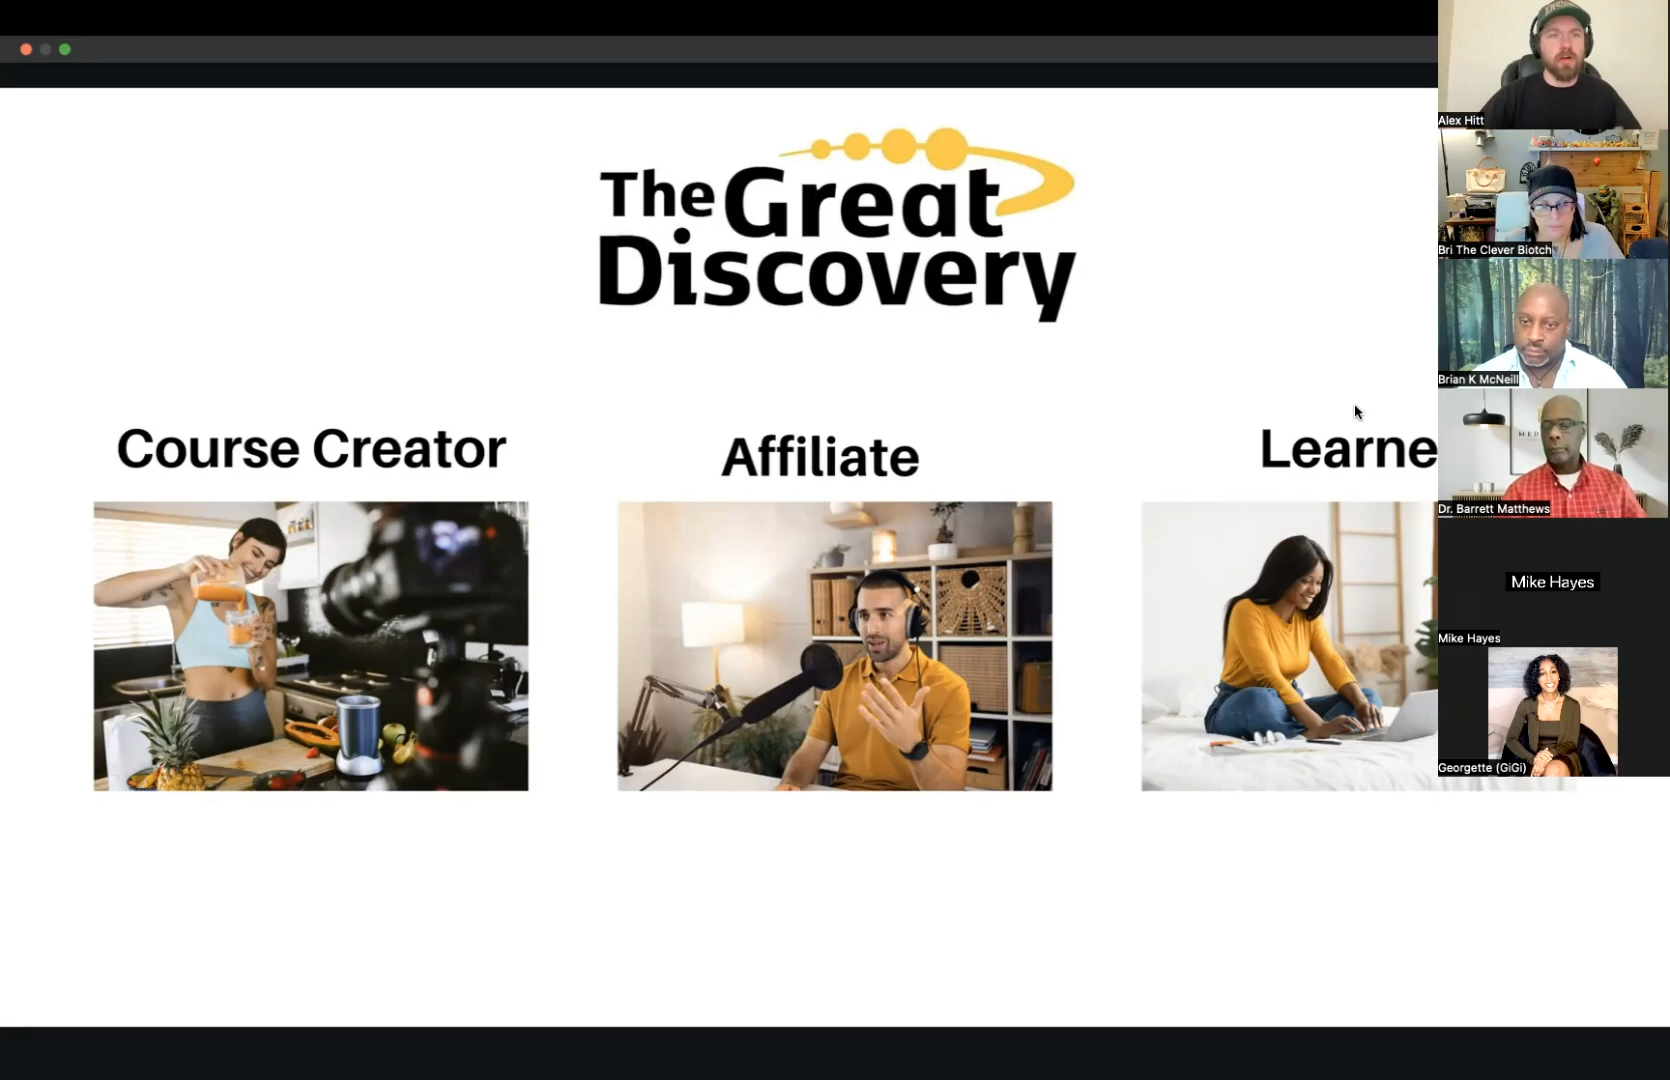 The Great
Discovery
Course Creator
Affiliate
Learne
Alex Hitt
Bri The Clever Biotch
Brian K McNeill
MED
Dr. Barrett Matthews
Mike Hayes
Mike Hayes
Georgette (GiGi)